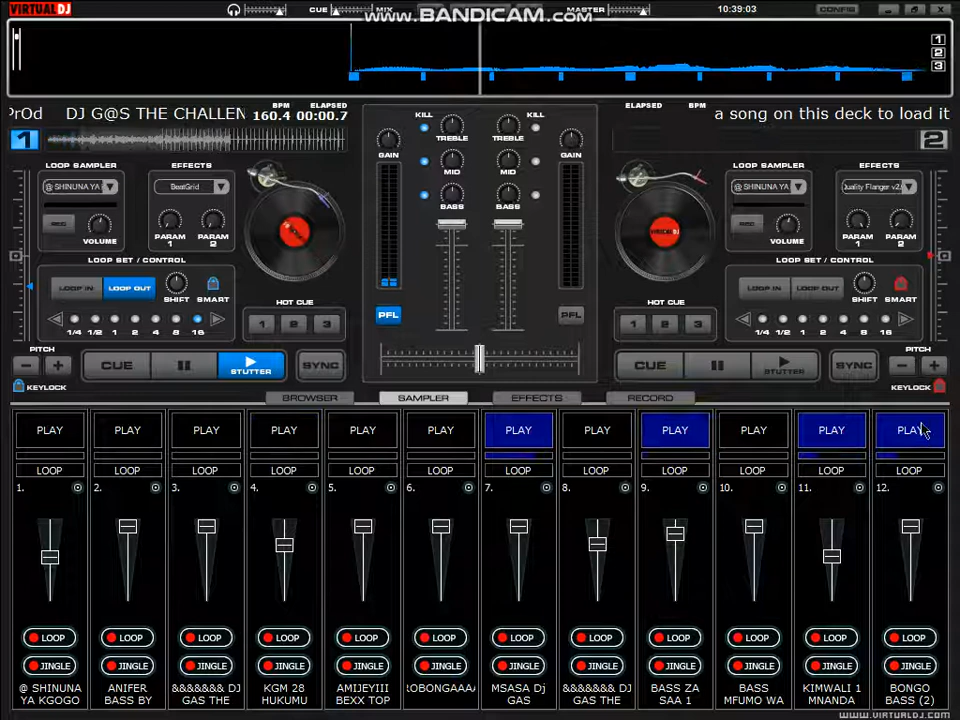 VIRTUALDJ
CUE MIX
MASTER
10:39:03
CONFIG
www.BANDICAM.com
1
2
3
PrOd DJ G@S THE CHALLEN
BPM ELAPSED
160.4 00:00.7
ELAPSED BPM
a song on this deck to load it
1
2
KILL KILL
TREBLE TREBLE
GAIN GAIN
MID MID
BASS BASS
PFL PFL
LOOP SAMPLER EFFECTS
@ SHINUNA YA BeatGrid
REC
VOLUME
PARAM 1
PARAM 2
LOOP SET / CONTROL
LOOP IN LOOP OUT
SHIFT SMART
1/4 1/2 1 2 4 8 16
HOT CUE
1 2 3
PITCH
CUE STUTTER SYNC
KEYLOCK
LOOP SAMPLER EFFECTS
@ SHINUNA YA uality Flanger v2.
REC
VOLUME
PARAM 1
PARAM 2
LOOP SET / CONTROL
LOOP IN LOOP OUT
SHIFT SMART
1/4 1/2 1 2 4 8 16
HOT CUE
1 2 3
PITCH
CUE STUTTER SYNC
KEYLOCK
BROWSER SAMPLER EFFECTS RECORD
PLAY PLAY PLAY PLAY PLAY PLAY PLAY PLAY PLAY PLAY PLAY PLAY
LOOP LOOP LOOP LOOP LOOP LOOP LOOP LOOP LOOP LOOP LOOP LOOP
1. 2. 3. 4. 5. 6. 7. 8. 9. 10. 11. 12.
LOOP LOOP LOOP LOOP LOOP LOOP LOOP LOOP LOOP LOOP LOOP LOOP
JINGLE JINGLE JINGLE JINGLE JINGLE JINGLE JINGLE JINGLE JINGLE JINGLE JINGLE JINGLE
@ SHINUNA ANIFER &&&&&&& DJ KGM 28 AMIJEYIII OBONGAAA MSASA Dj &&&&&&& DJ BASS ZA BASS KIMWALI 1 BONGO
YA KGOGO BASS BY GAS THE HUKUMU BEXX TOP GAS GAS THE SAA 1 MFUMO WA MNANDA BASS (2)
www.VIRTUALDJ.com